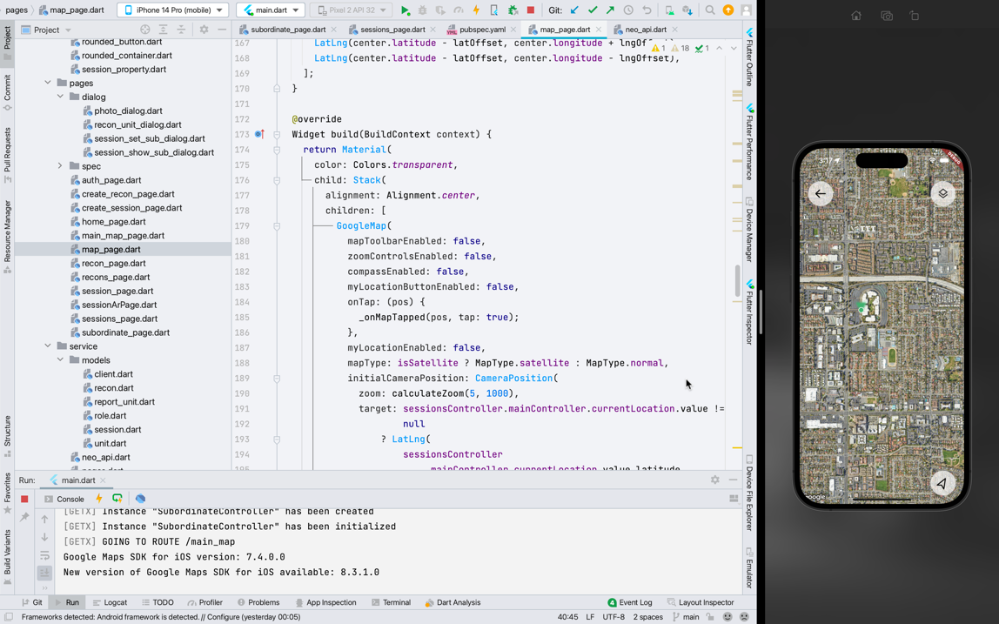 pages
map_page.dart
iPhone 14 Pro (mobile)
main.dart
Pixel 2 API 32
Git:
Project
subordinate_page.dart
sessions_page.dart
pubspec.yaml
map_page.dart
neo_api.dart
Project
Commit
Pull Requests
Resource Manager
Structure
Favorites
Build Variants
rounded_button.dart
rounded_container.dart
session_property.dart
pages
dialog
photo_dialog.dart
recon_unit_dialog.dart
session_set_sub_dialog.dart
session_show_sub_dialog.dart
spec
auth_page.dart
create_recon_page.dart
create_session_page.dart
home_page.dart
main_map_page.dart
map_page.dart
recon_page.dart
recons_page.dart
session_page.dart
sessionArPage.dart
sessions_page.dart
subordinate_page.dart
service
models
client.dart
recon.dart
report_unit.dart
role.dart
session.dart
unit.dart
neo_api.dart
1 18 1
167 LatLng(center.latitude - latOffset, center.longitude + lngOffset),
168 LatLng(center.latitude - latOffset, center.longitude - lngOffset),
169 ];
170 }
171
172 @override
173 Widget build(BuildContext context) {
174 return Material(
175 color: Colors.transparent,
176 child: Stack(
177 alignment: Alignment.center,
178 children: [
179 GoogleMap(
180 mapToolbarEnabled: false,
181 zoomControlsEnabled: false,
182 compassEnabled: false,
183 myLocationButtonEnabled: false,
184 onTap: (pos) {
185 _onMapTapped(pos, tap: true);
186 },
187 myLocationEnabled: false,
188 mapType: isSatellite ? MapType.satellite : MapType.normal,
189 initialCameraPosition: CameraPosition(
190 zoom: calculateZoom(5, 1000),
191 target: sessionsController.mainController.currentLocation.value !=
192 null
193 ? LatLng(
194 sessionsController
195 .mainController.currentLocation.value.latitude
Flutter Outline
Flutter Performance
Device Manager
Flutter Inspector
Device File Explorer
Emulator
3:17
DEBUG
Google
Run:
main.dart
Console
[GETX] Instance "SubordinateController" has been created
[GETX] Instance "SubordinateController" has been initialized
[GETX] GOING TO ROUTE /main_map
Google Maps SDK for iOS version: 7.4.0.0
New version of Google Maps SDK for iOS available: 8.3.1.0
Git
Run
Logcat
TODO
Profiler
Problems
App Inspection
Terminal
Dart Analysis
4 Event Log
Layout Inspector
Frameworks detected: Android framework is detected. // Configure (yesterday 00:05)
40:45 LF UTF-8 2 spaces main